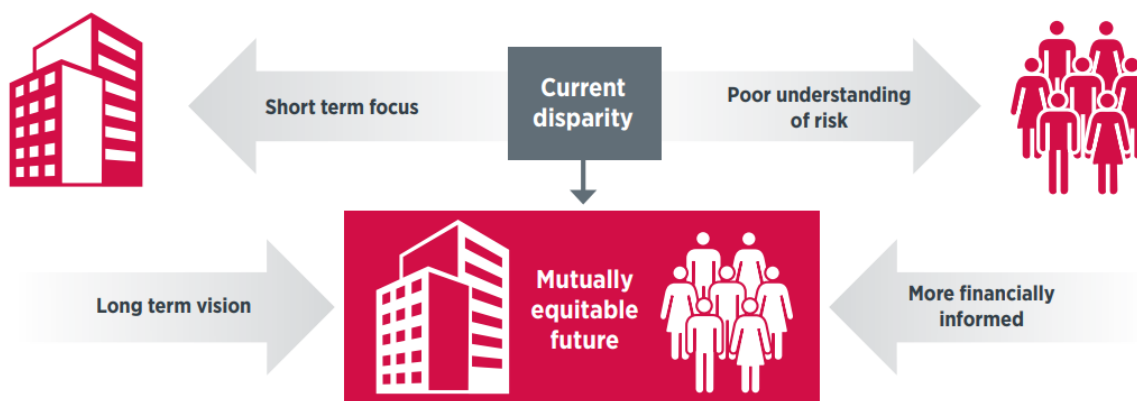 Short term focus
Current
disparity
Poor understanding
of risk
Long term vision
Mutually
equitable
future
More financially
informed